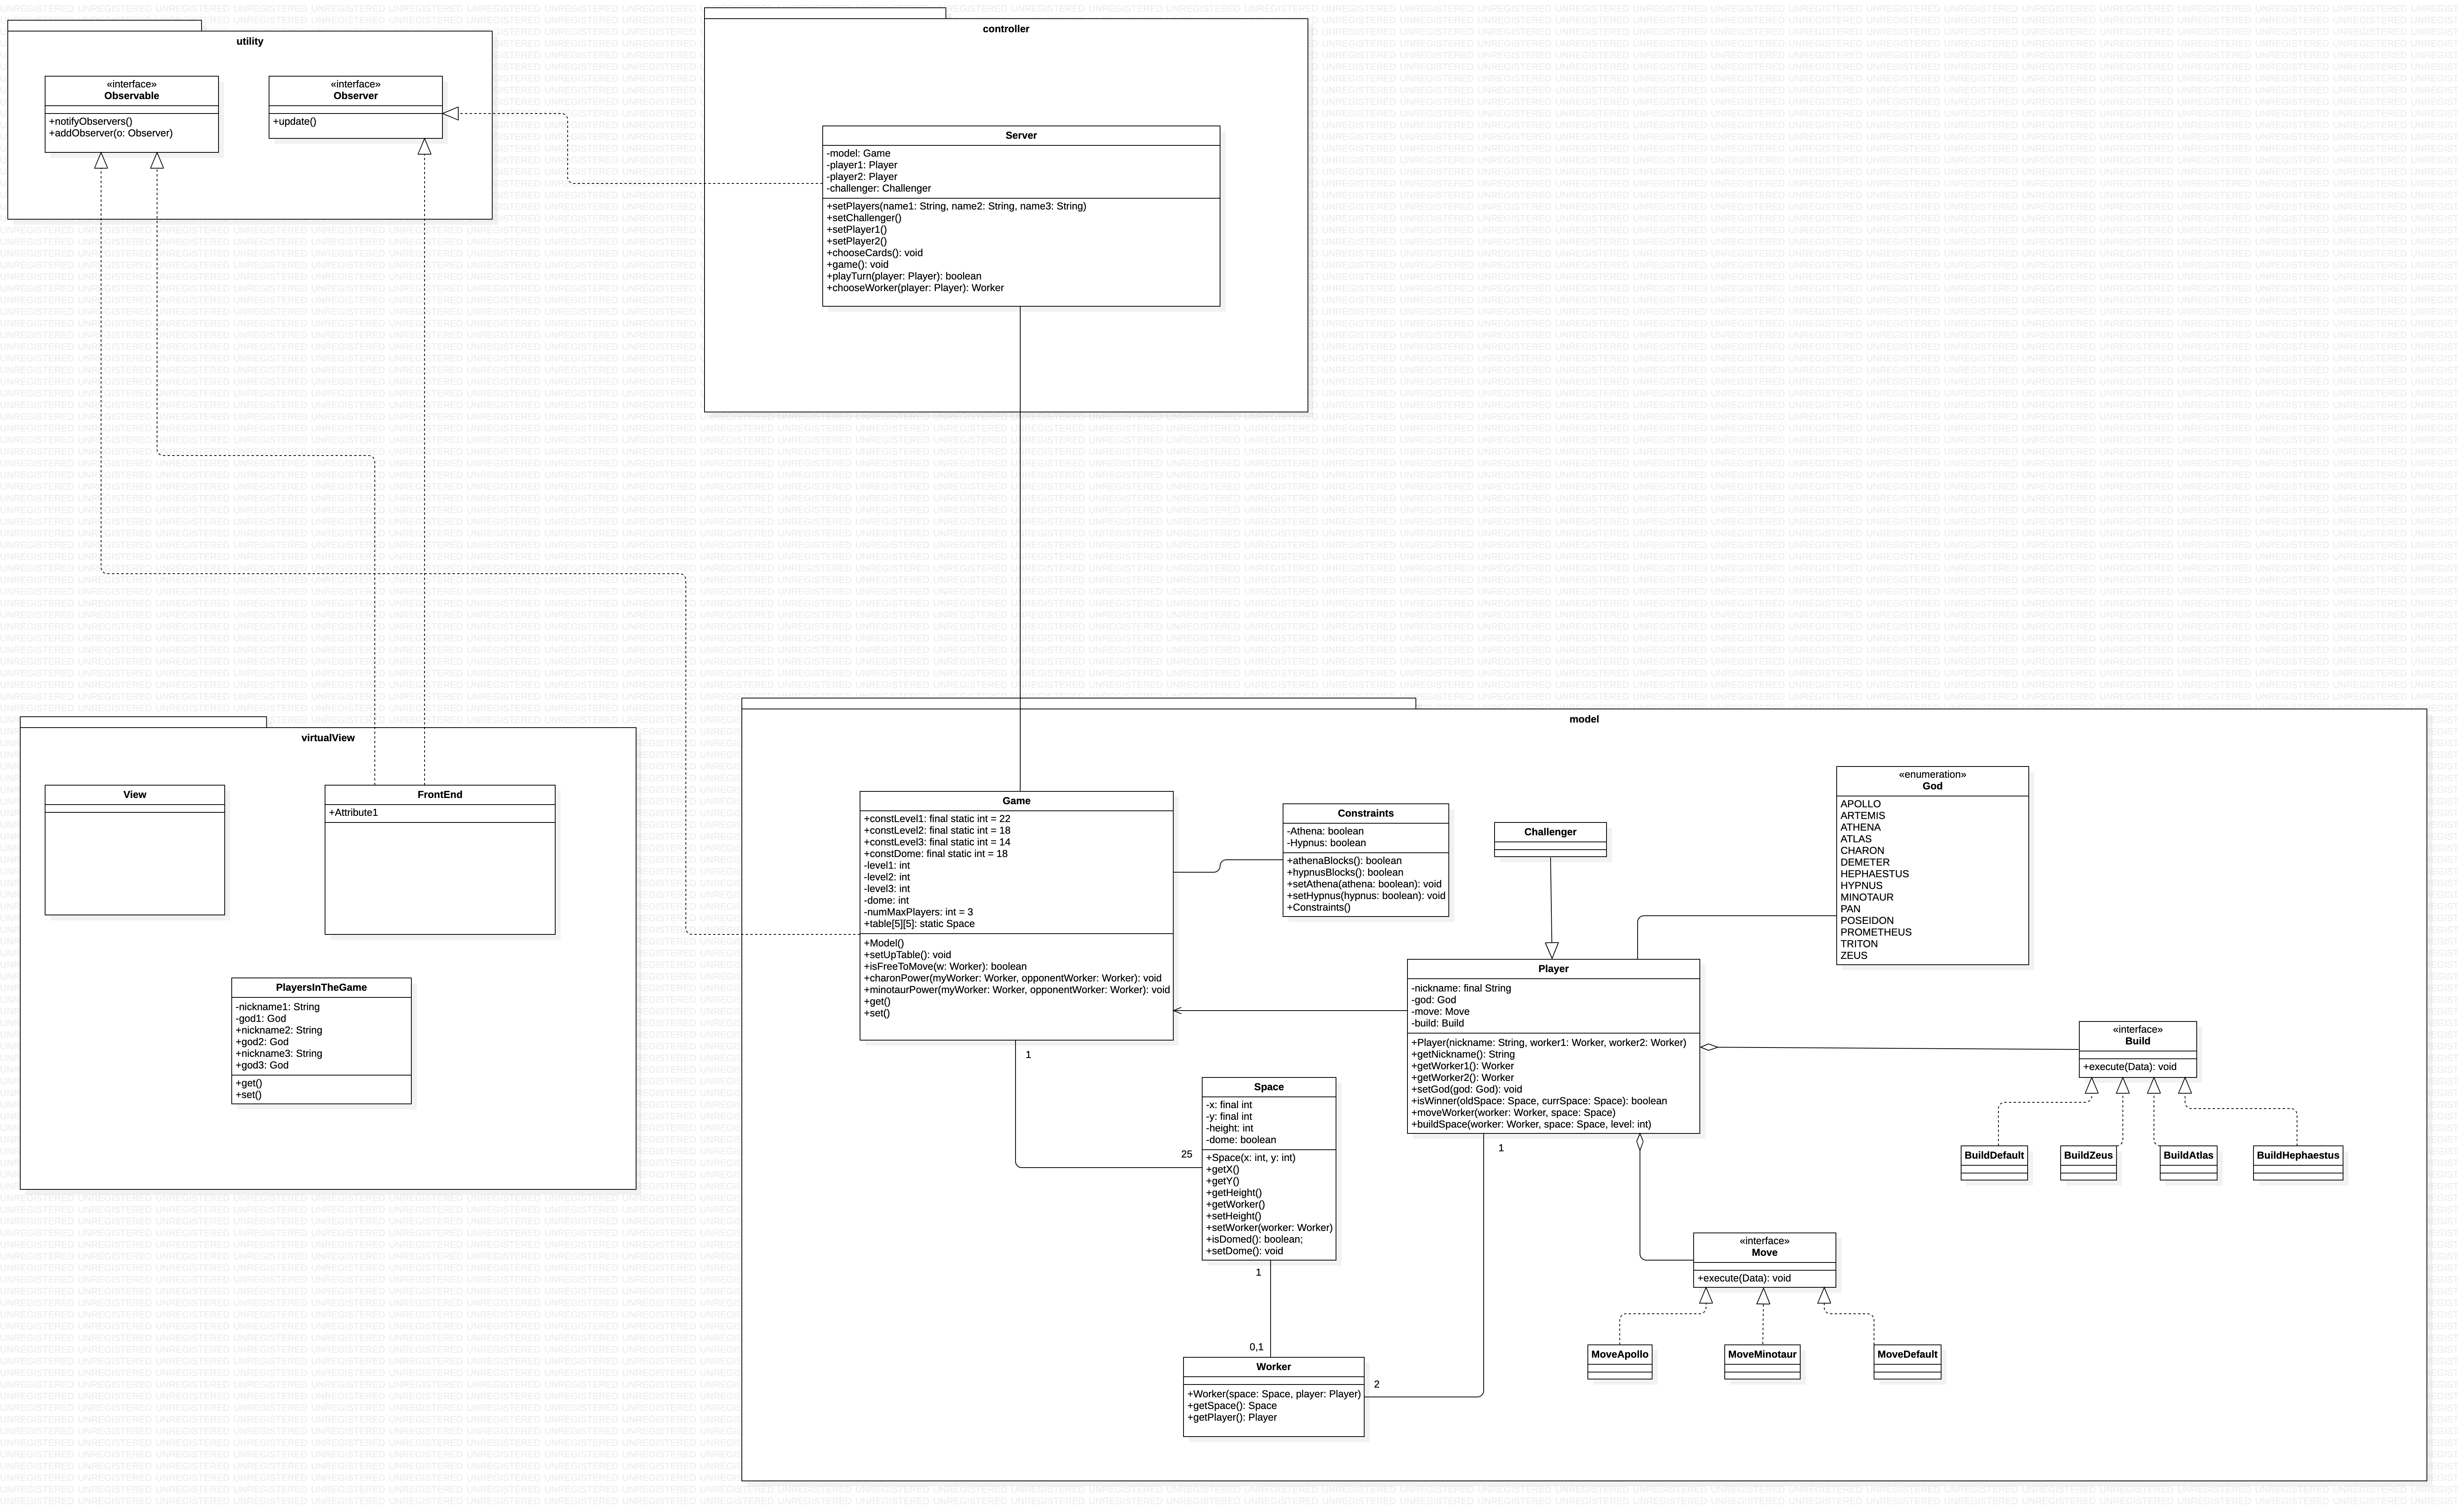 utility
«interface»
Observable
+notifyObservers()
+addObserver(o: Observer)
«interface»
Observer
+update()
controller
Server
-model: Game
-player1: Player
-player2: Player
-challenger: Challenger
+setPlayers(name1: String, name2: String, name3: String)
+setChallenger()
+setPlayer1()
+setPlayer2()
+chooseCards(): void
+game(): void
+playTurn(player: Player): boolean
+chooseWorker(player: Player): Worker
virtualView
View
FrontEnd
+Attribute1
PlayersInTheGame
-nickname1: String
-god1: God
+nickname2: String
+god2: God
+nickname3: String
+god3: God
+get()
+set()
model
Game
+constLevel1: final static int = 22
+constLevel2: final static int = 18
+constLevel3: final static int = 14
+constDome: final static int = 18
-level1: int
-level2: int
-level3: int
-dome: int
-numMaxPlayers: int = 3
+table[5][5]: static Space
+Model()
+setUpTable(): void
+isFreeToMove(w: Worker): boolean
+charonPower(myWorker: Worker, opponentWorker: Worker): void
+minotaurPower(myWorker: Worker, opponentWorker: Worker): void
+get()
+set()
Constraints
-Athena: boolean
-Hypnus: boolean
+athenaBlocks(): boolean
+hypnusBlocks(): boolean
+setAthena(athena: boolean): void
+setHypnus(hypnus: boolean): void
+Constraints()
Challenger
«enumeration»
God
APOLLO
ARTEMIS
ATHENA
ATLAS
CHARON
DEMETER
HEPHAESTUS
HYPNUS
MINOTAUR
PAN
POSEIDON
PROMETHEUS
TRITON
ZEUS
Player
-nickname: final String
-god: God
-move: Move
-build: Build
+Player(nickname: String, worker1: Worker, worker2: Worker)
+getNickname(): String
+getWorker1(): Worker
+getWorker2(): Worker
+setGod(god: God): void
+isWinner(oldSpace: Space, currSpace: Space): boolean
+moveWorker(worker: Worker, space: Space)
+buildSpace(worker: Worker, space: Space, level: int)
«interface»
Build
+execute(Data): void
BuildDefault
BuildZeus
BuildAtlas
BuildHephaestus
1
25
Space
-x: final int
-y: final int
-height: int
-dome: boolean
+Space(x: int, y: int)
+getX()
+getY()
+getHeight()
+getWorker()
+setHeight()
+setWorker(worker: Worker)
+isDomed(): boolean;
+setDome(): void
1
0,1
1
2
Worker
+Worker(space: Space, player: Player)
+getSpace(): Space
+getPlayer(): Player
«interface»
Move
+execute(Data): void
MoveApollo
MoveMinotaur
MoveDefault